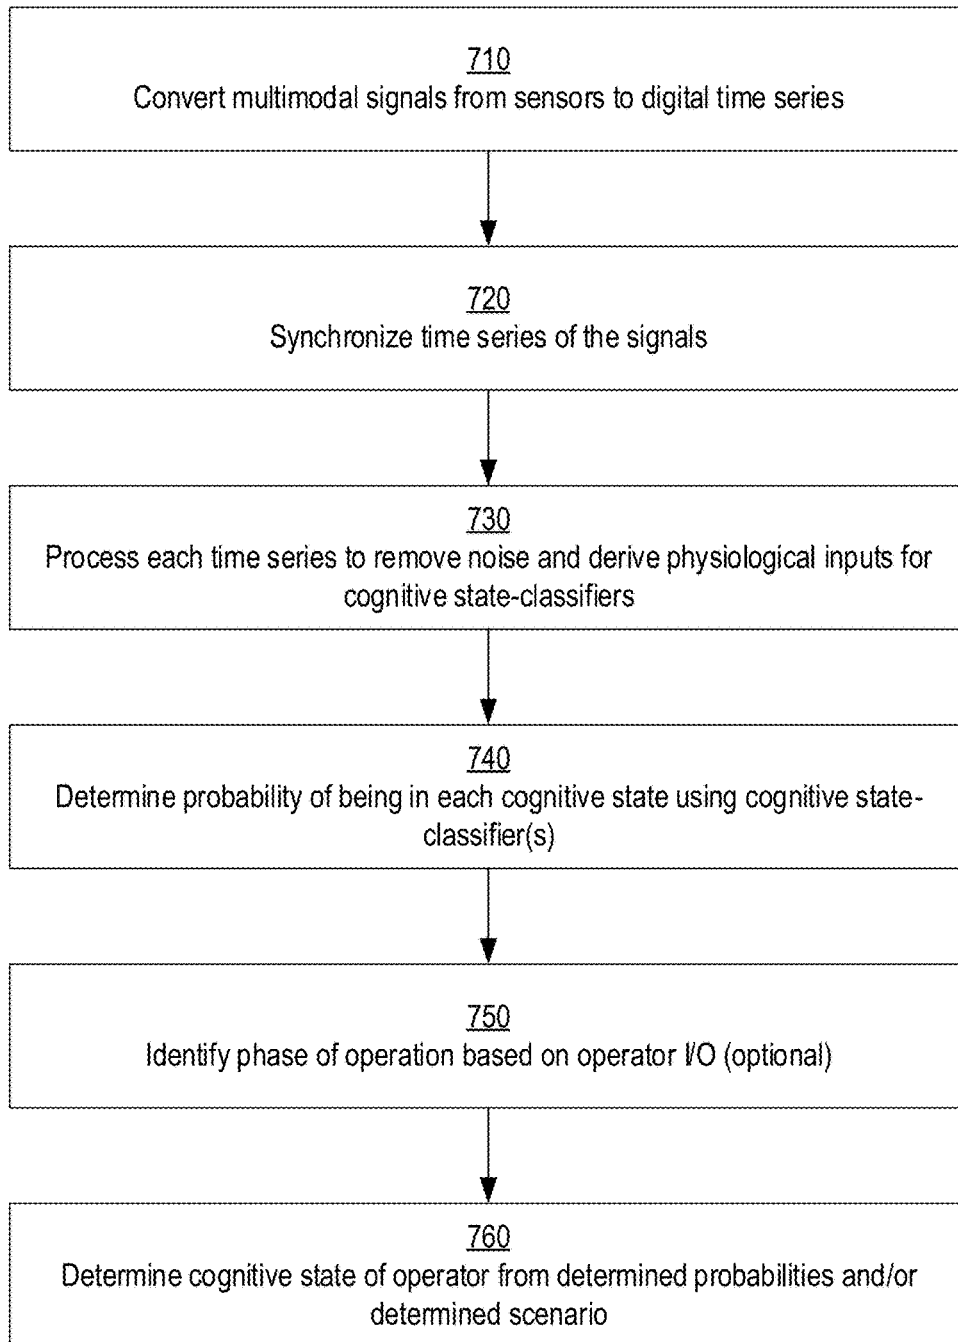 710
Convert multimodal signals from sensors to digital time series
720
Synchronize time series of the signals
730
Process each time series to remove noise and derive physiological inputs for
cognitive state-classifiers
740
Determine probability of being in each cognitive state using cognitive state-
classifier(s)
750
Identify phase of operation based on operator I/O (optional)
760
Determine cognitive state of operator from determined probabilities and/or
determined scenario